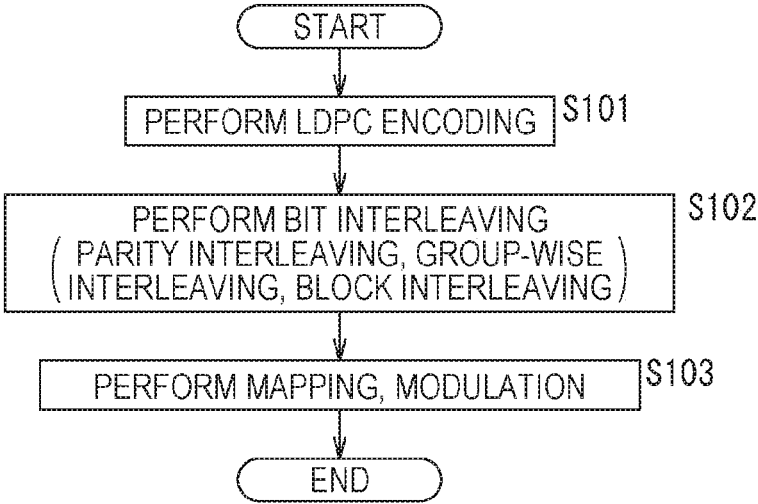 START
PERFORM LDPC ENCODING
S101
PERFORM BIT INTERLEAVING
( PARITY INTERLEAVING, GROUP-WISE
INTERLEAVING, BLOCK INTERLEAVING )
S102
PERFORM MAPPING, MODULATION
S103
END